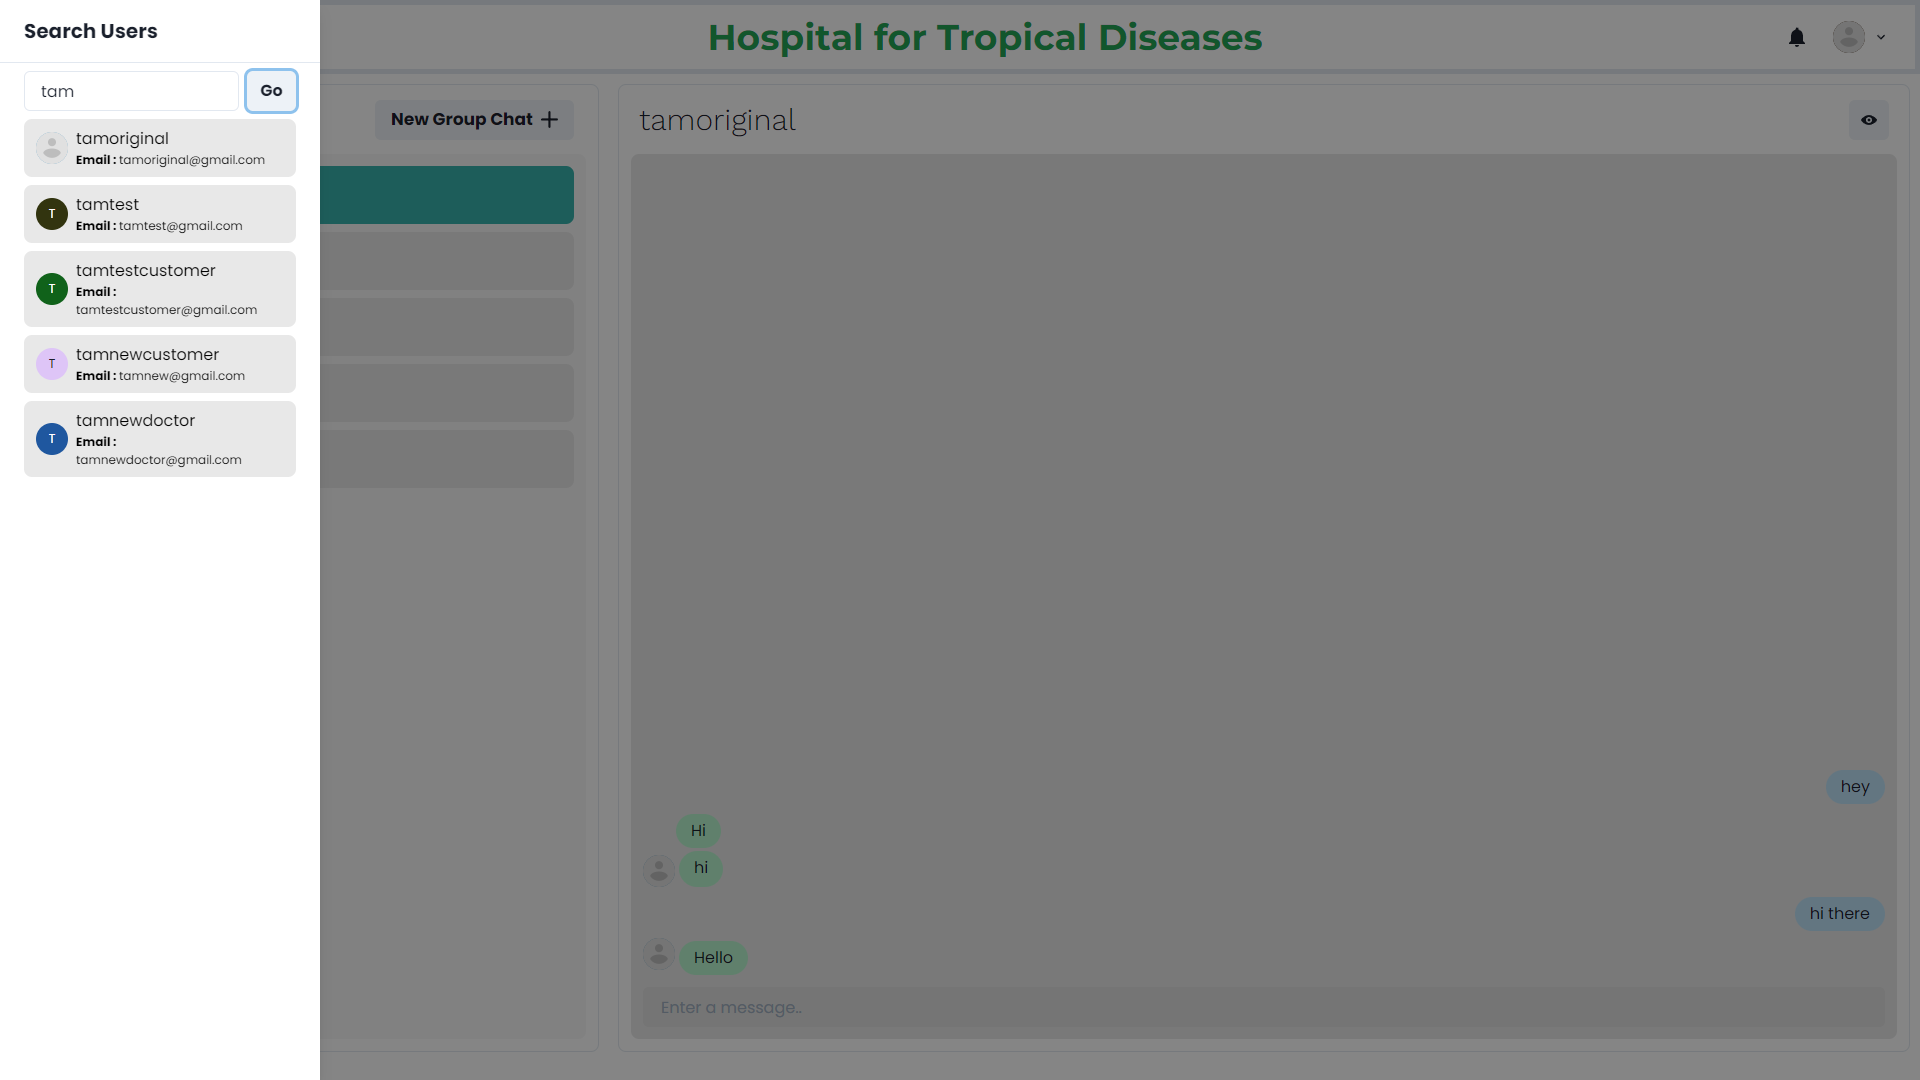 Search Users
tam
Go
tamoriginal
Email : tamoriginal@gmail.com
T
tamtest
Email : tamtest@gmail.com
T
tamtestcustomer
Email :
tamtestcustomer@gmail.com
T
tamnewcustomer
Email : tamnew@gmail.com
T
tamnewdoctor
Email :
tamnewdoctor@gmail.com
Hospital for Tropical Diseases
New Group Chat
tamoriginal
hey
Hi
hi
hi there
Hello
Enter a message..